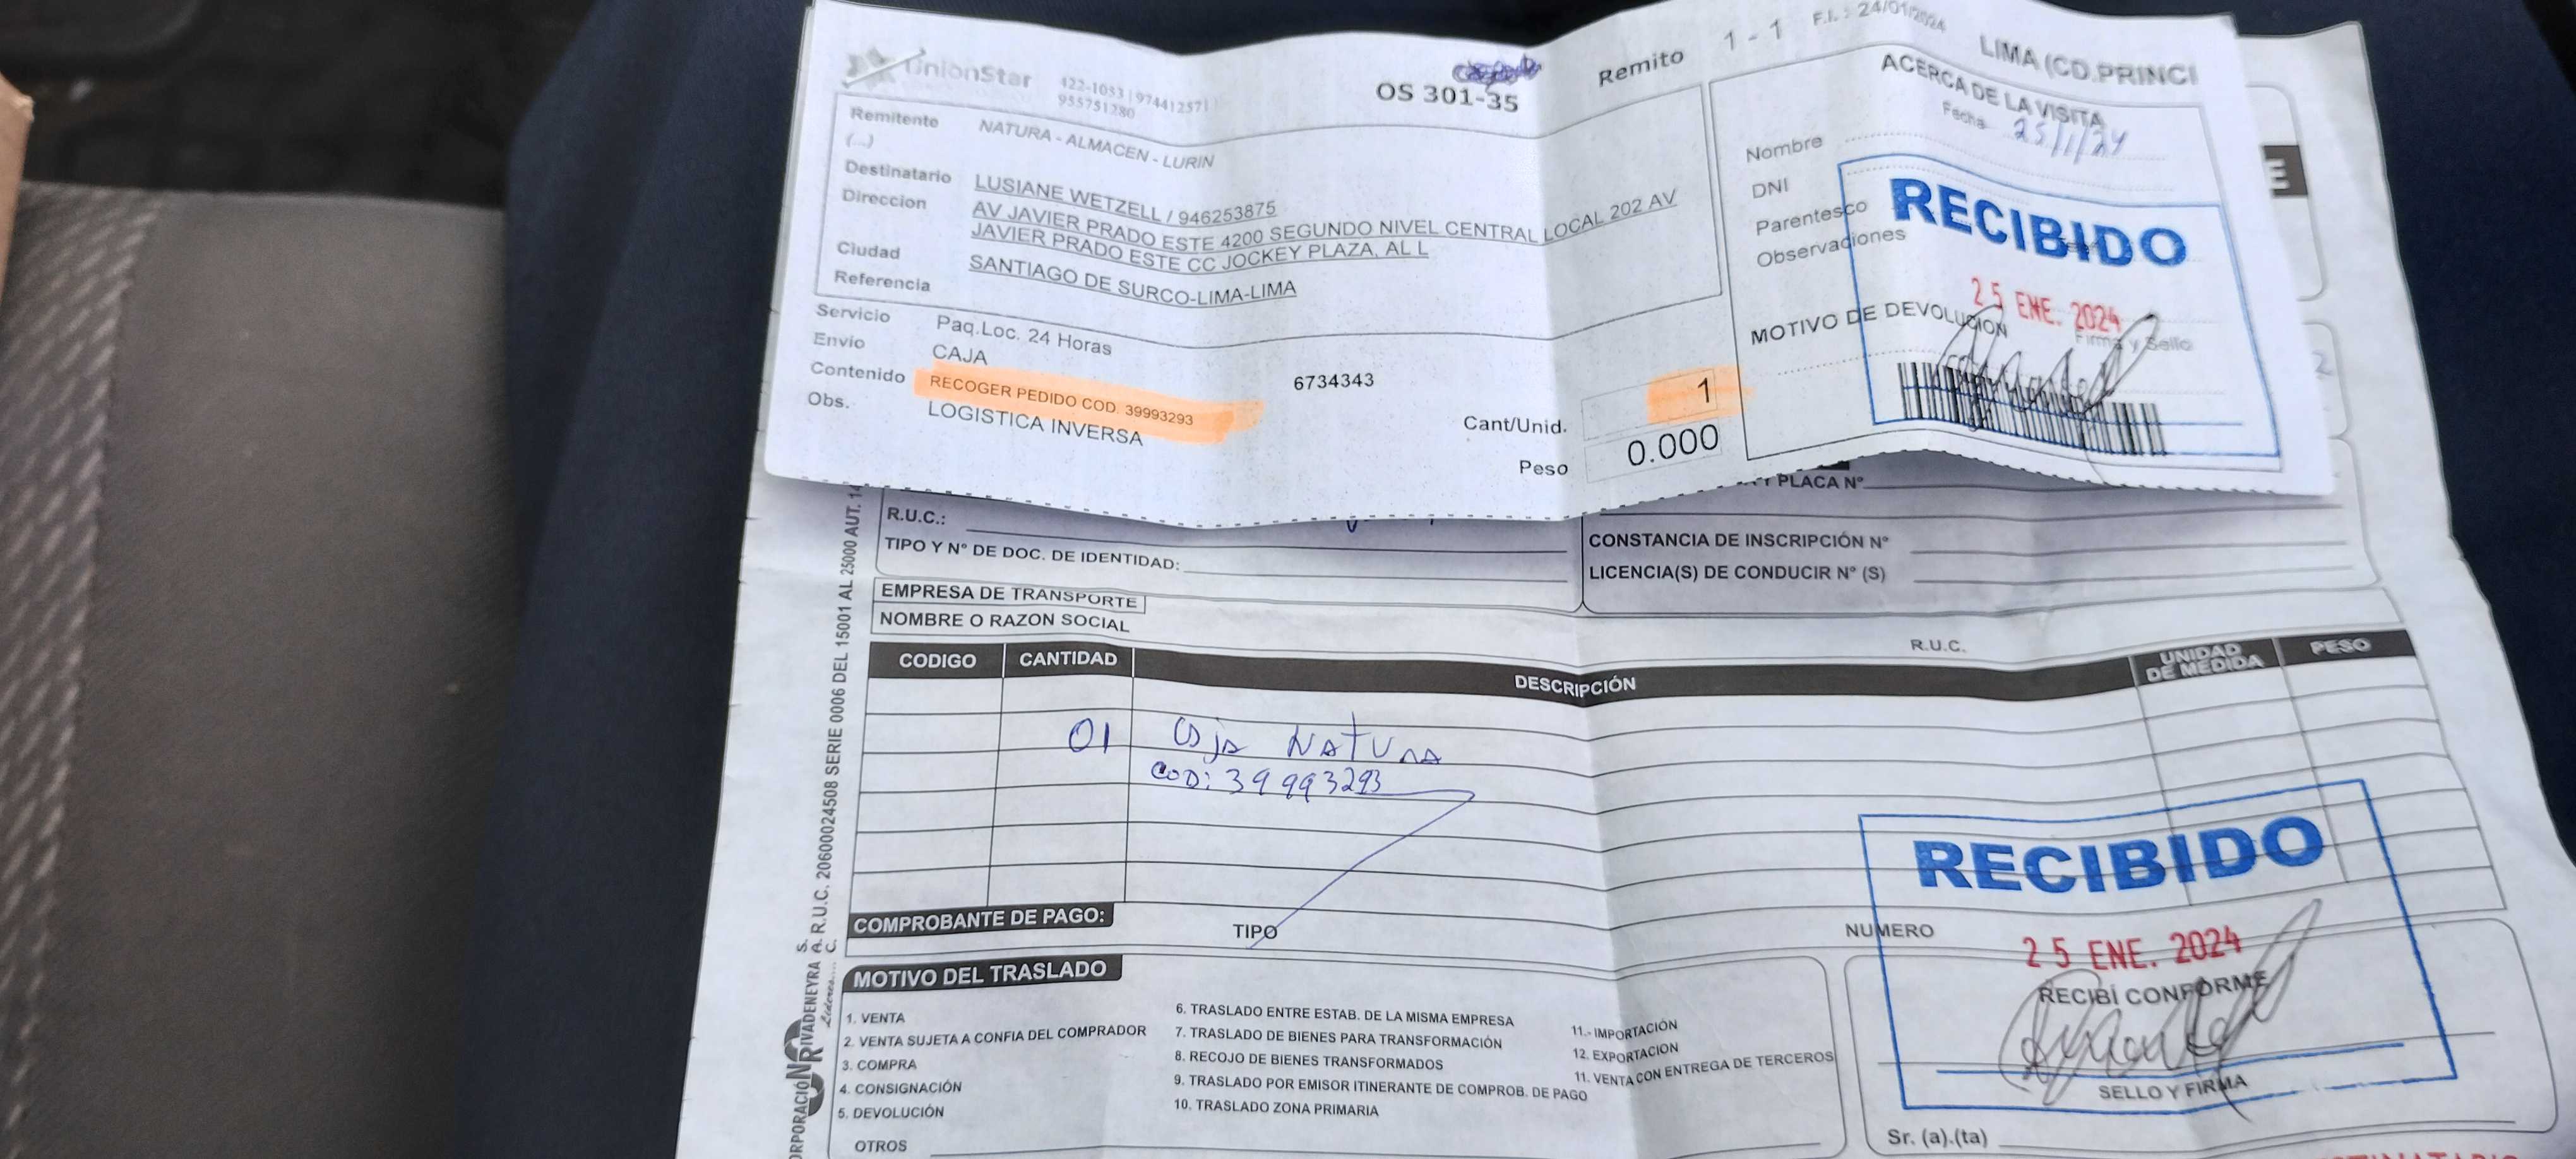 UnionStar
422-1053 | 974412571
955751280
OS 301-35
Remito
1 - 1
F.I. : 24/01/2024
LIMA (CD.PRINCI
Remitente
NATURA - ALMACEN - LURIN
(...)
Destinatario
LUSIANE WETZELL / 946253875
Direccion
AV JAVIER PRADO ESTE 4200 SEGUNDO NIVEL CENTRAL LOCAL 202 AV
JAVIER PRADO ESTE CC JOCKEY PLAZA, AL L
Ciudad
SANTIAGO DE SURCO-LIMA-LIMA
Referencia
Servicio
Paq.Loc. 24 Horas
Envio
CAJA
Contenido
RECOGER PEDIDO COD. 39993293
6734343
Obs.
LOGISTICA INVERSA
Cant/Unid.
1
Peso
0.000
ACERCA DE LA VISITA
Fecha
25/1/24
Nombre
DNI
Parentesco
Observaciones
RECIBIDO
25 ENE. 2024
MOTIVO DE DEVOLUCION
Firma y Sello
E
PLACA Nº
R.U.C.:
TIPO Y Nº DE DOC. DE IDENTIDAD:
CONSTANCIA DE INSCRIPCIÓN Nº
LICENCIA(S) DE CONDUCIR Nº (S)
EMPRESA DE TRANSPORTE
NOMBRE O RAZON SOCIAL
R.U.C.
CODIGO
CANTIDAD
DESCRIPCIÓN
UNIDAD
DE MEDIDA
PESO
01 Caja Natura
COD: 39993293
COMPROBANTE DE PAGO:
TIPO
NUMERO
RECIBIDO
25 ENE. 2024
RECIBÍ CONFORME
SELLO Y FIRMA
Sr. (a).(ta)
MOTIVO DEL TRASLADO
1. VENTA
2. VENTA SUJETA A CONFIA DEL COMPRADOR
3. COMPRA
4. CONSIGNACIÓN
5. DEVOLUCIÓN
OTROS
6. TRASLADO ENTRE ESTAB. DE LA MISMA EMPRESA
7. TRASLADO DE BIENES PARA TRANSFORMACIÓN
8. RECOJO DE BIENES TRANSFORMADOS
9. TRASLADO POR EMISOR ITINERANTE DE COMPROB. DE PAGO
10. TRASLADO ZONA PRIMARIA
11.- IMPORTACIÓN
12. EXPORTACION
11. VENTA CON ENTREGA DE TERCEROS
RIVADENEYRA S.A.C. R.U.C. 20600024508 SERIE 0006 DEL 15001 AL 25000 AUT.